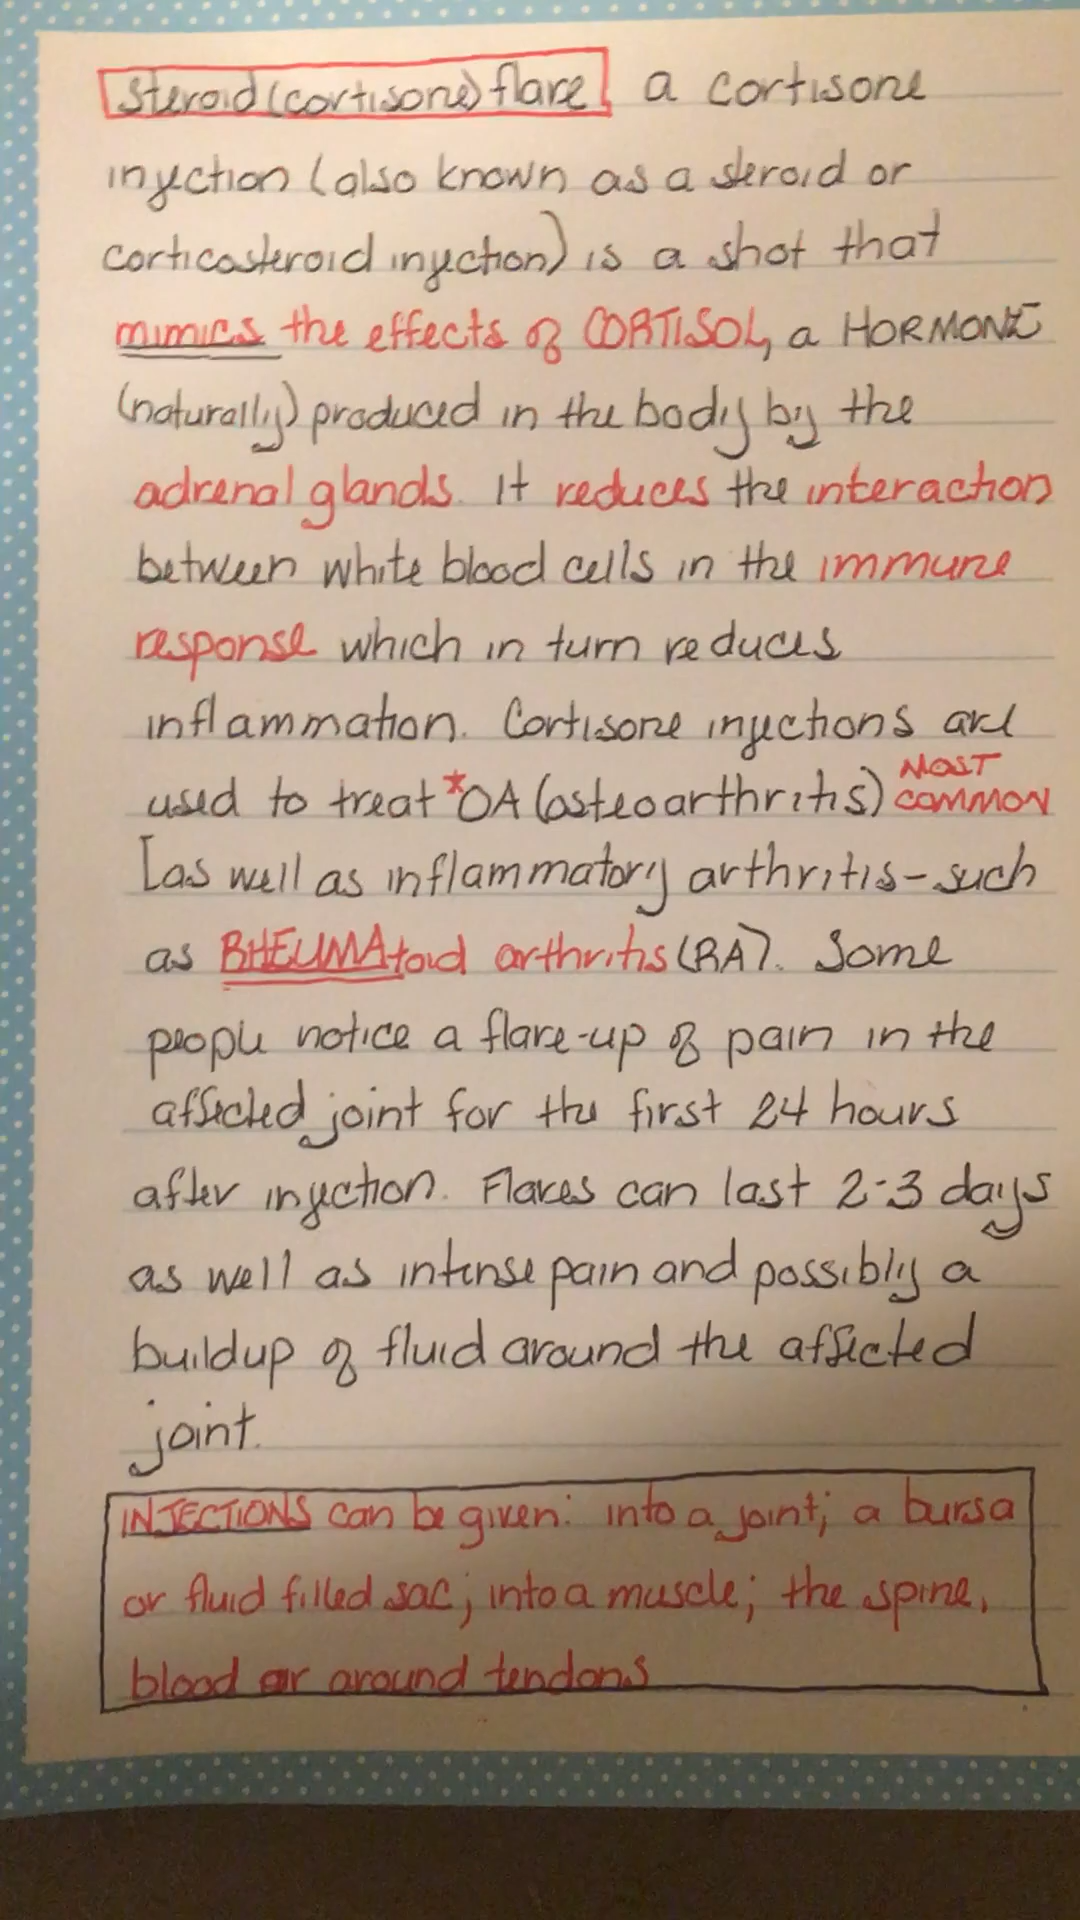 Steroid (cortisone) flare a cortisone
injection (also known as a steroid or
corticosteroid injection) is a shot that
mimics the effects of CORTISOL, a HORMONE
(naturally) produced in the body by the
adrenal glands. It reduces the interaction
between white blood cells in the immune
response which in turn reduces
inflammation. Cortisone injections are
used to treat *OA (osteoarthritis) MOST COMMON
[as well as inflammatory arthritis - such
as RHEUMAtoid arthritis (RA)]. Some
people notice a flare-up of pain in the
affected joint for the first 24 hours
after injection. Flares can last 2-3 days
as well as intense pain and possibly a
buildup of fluid around the affected
joint.
INJECTIONS can be given: into a joint; a bursa
or fluid filled sac; into a muscle; the spine,
blood or around tendons